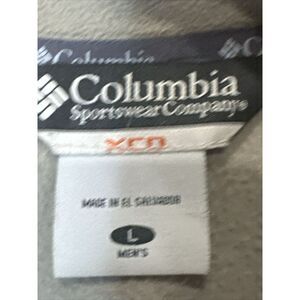 Columbia
Columbia
Sportswear Company®
XCO
MADE IN EL SALVADOR
L
MEN'S